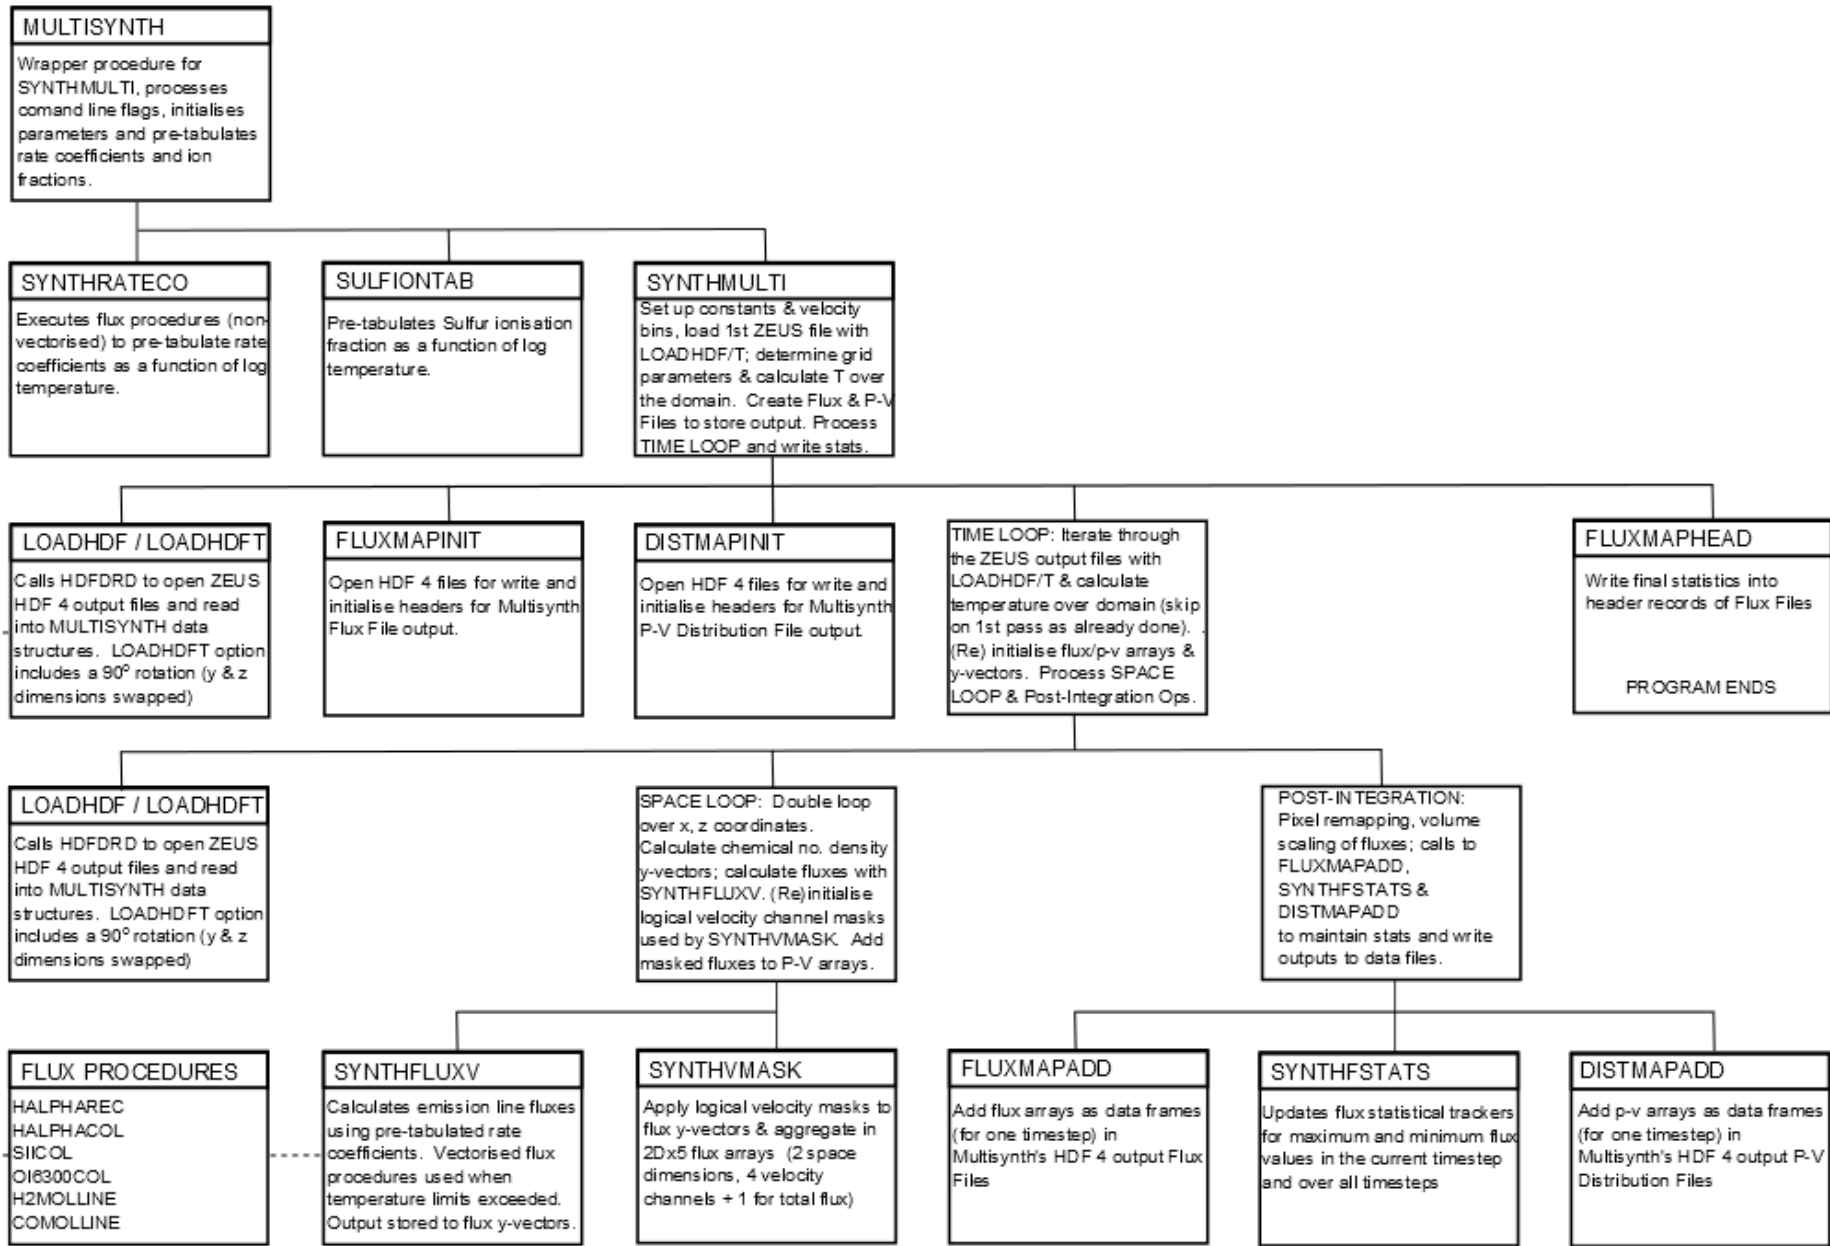 MULTISYNTH
Wrapper procedure for
SYNTHMULTI, processes
comand line flags, initialises
parameters and pre-tabulates
rate coefficients and ion
fractions.
SYNTHRATECO
Executes flux procedures (non-
vectorised) to pre-tabulate rate
coefficients as a function of log
temperature.
SULFIONTAB
Pre-tabulates Sulfur ionisation
fraction as a function of log
temperature.
SYNTHMULTI
Set up constants & velocity
bins, load 1st ZEUS file with
LOADHDF/T; determine grid
parameters & calculate T over
the domain. Create Flux & P-V
Files to store output. Process
TIME LOOP and write stats.
LOADHDF / LOADHDFT
Calls HDFDRD to open ZEUS
HDF 4 output files and read
into MULTISYNTH data
structures. LOADHDFT option
includes a 90° rotation (y & z
dimensions swapped)
FLUXMAPINIT
Open HDF 4 files for write and
initialise headers for Multisynth
Flux File output.
DISTMAPINIT
Open HDF 4 files for write and
initialise headers for Multisynth
P-V Distribution File output.
TIME LOOP: Iterate through
the ZEUS output files with
LOADHDF/T & calculate
temperature over domain (skip
on 1st pass as already done). .
(Re) initialise flux/p-v arrays &
y-vectors. Process SPACE
LOOP & Post-Integration Ops.
FLUXMAPHEAD
Write final statistics into
header records of Flux Files
PROGRAM ENDS
LOADHDF / LOADHDFT
Calls HDFDRD to open ZEUS
HDF 4 output files and read
into MULTISYNTH data
structures. LOADHDFT option
includes a 90° rotation (y & z
dimensions swapped)
SPACE LOOP: Double loop
over x, z coordinates.
Calculate chemical no. density
y-vectors; calculate fluxes with
SYNTHFLUXV. (Re)initialise
logical velocity channel masks
used by SYNTHVMASK. Add
masked fluxes to P-V arrays.
POST-INTEGRATION:
Pixel remapping, volume
scaling of fluxes; calls to
FLUXMAPADD,
SYNTHFSTATS &
DISTMAPADD
to maintain stats and write
outputs to data files.
FLUX PROCEDURES
HALPHAREC
HALPHACOL
SIICOL
OI6300COL
H2MOLLINE
COMOLLINE
SYNTHFLUXV
Calculates emission line fluxes
using pre-tabulated rate
coefficients. Vectorised flux
procedures used when
temperature limits exceeded.
Output stored to flux y-vectors.
SYNTHVMASK
Apply logical velocity masks to
flux y-vectors & aggregate in
2Dx5 flux arrays (2 space
dimensions, 4 velocity
channels + 1 for total flux)
FLUXMAPADD
Add flux arrays as data frames
(for one timestep) in
Multisynth's HDF 4 output Flux
Files
SYNTHFSTATS
Updates flux statistical trackers
for maximum and minimum flux
values in the current timestep
and over all timesteps
DISTMAPADD
Add p-v arrays as data frames
(for one timestep) in
Multisynth's HDF 4 output P-V
Distribution Files